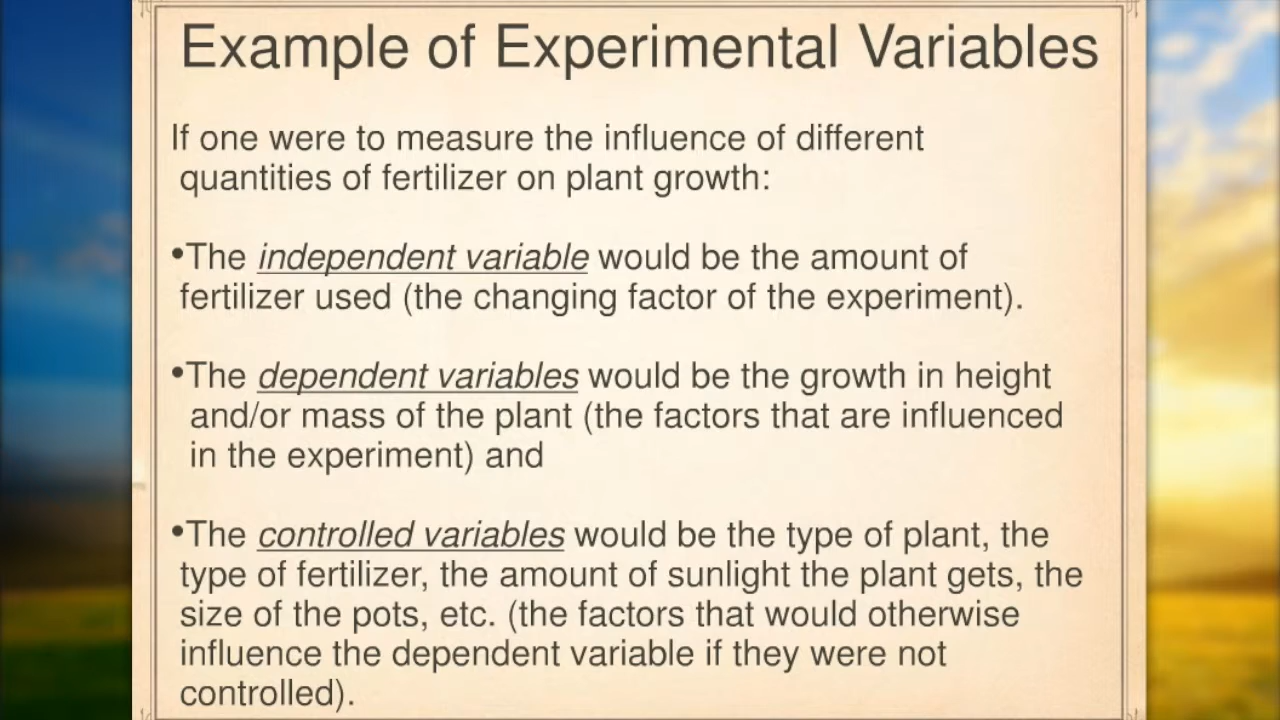 Example of Experimental Variables
If one were to measure the influence of different
quantities of fertilizer on plant growth:
•The independent variable would be the amount of
fertilizer used (the changing factor of the experiment).
•The dependent variables would be the growth in height
and/or mass of the plant (the factors that are influenced
in the experiment) and
•The controlled variables would be the type of plant, the
type of fertilizer, the amount of sunlight the plant gets, the
size of the pots, etc. (the factors that would otherwise
influence the dependent variable if they were not
controlled).